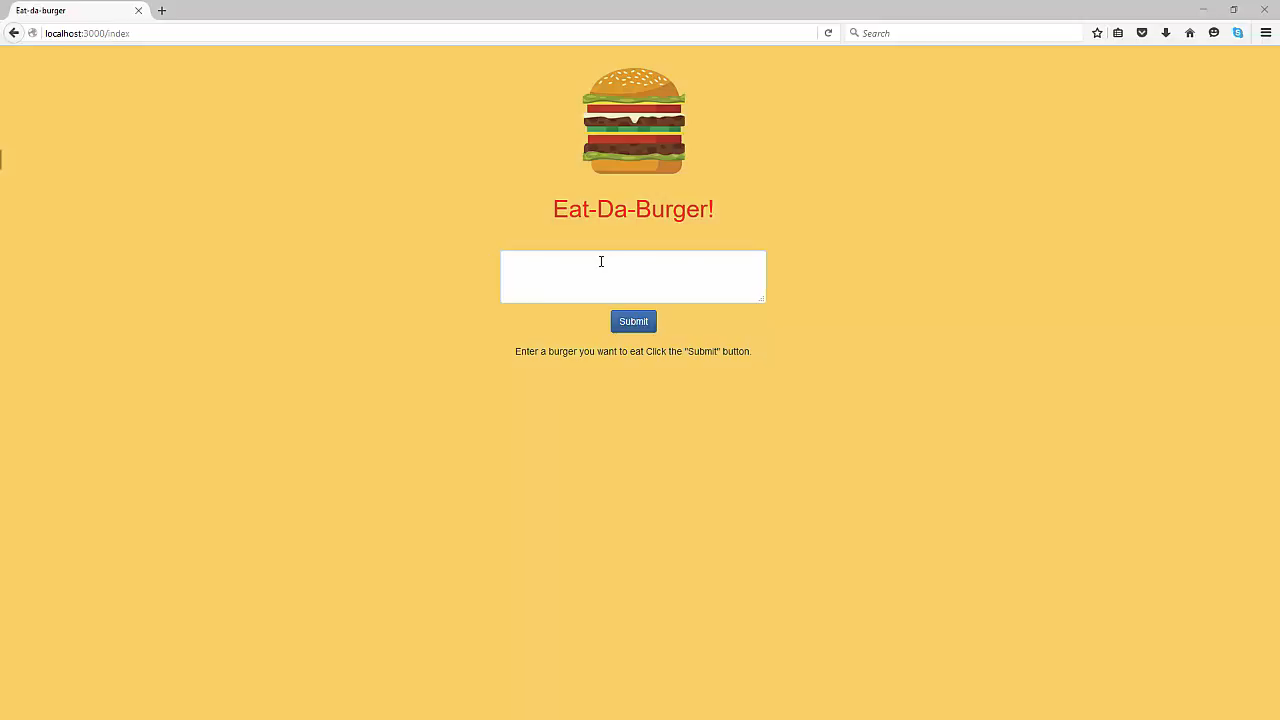 Eat-da-burger
localhost:3000/index
Search
Eat-Da-Burger!
Submit
Enter a burger you want to eat Click the "Submit" button.